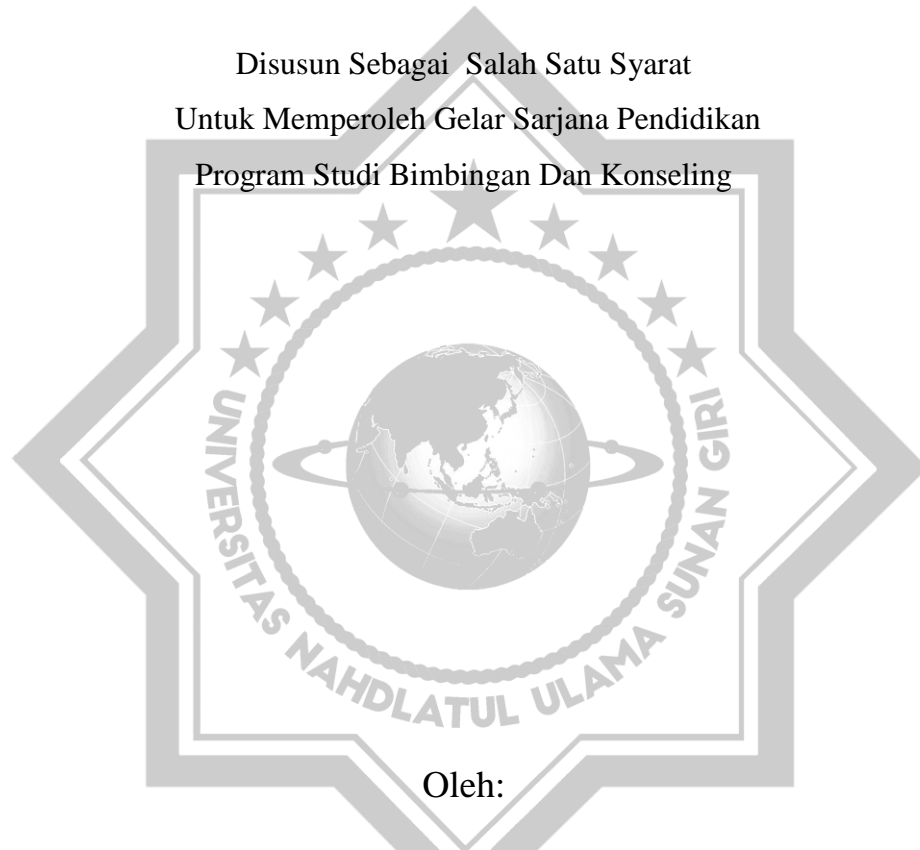 Disusun Sebagai Salah Satu Syarat
Untuk Memperoleh Gelar Sarjana Pendidikan
Program Studi Bimbingan Dan Konseling
UNIVERSITAS NAHDLATUL ULAMA SUNAN GIRI
Oleh: